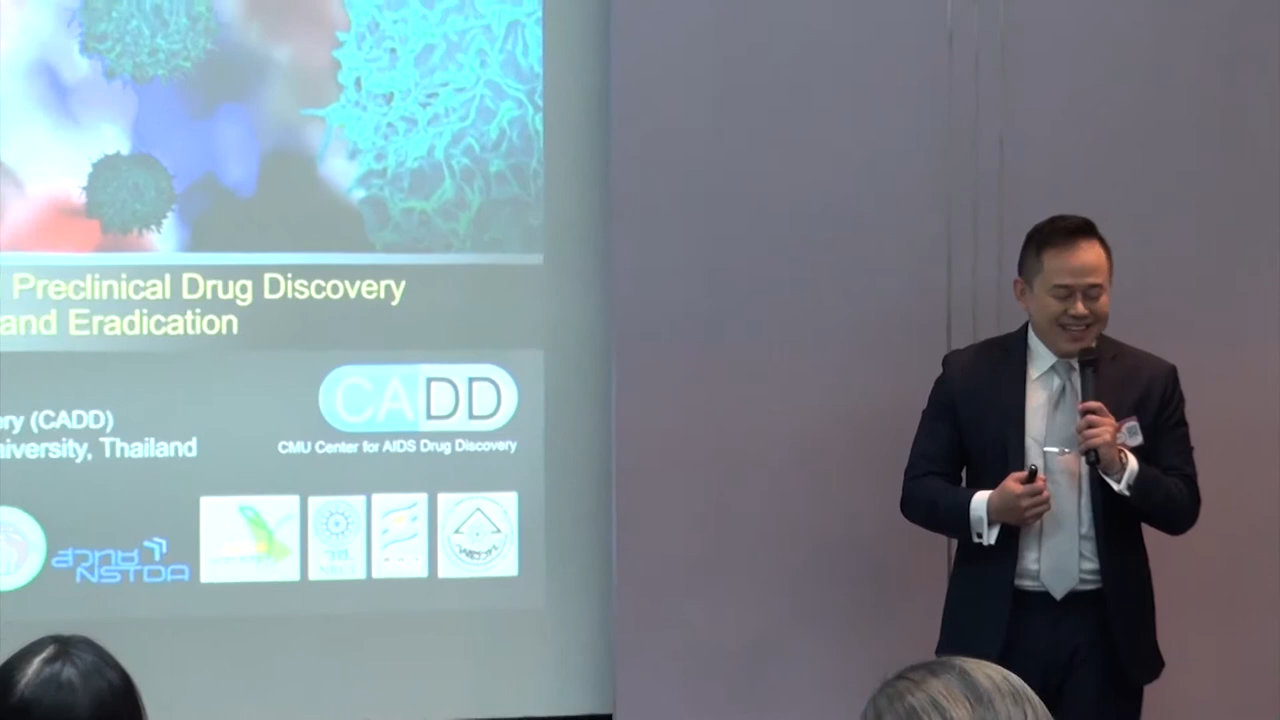 Preclinical Drug Discovery
and Eradication
CADD
ory (CADD)
CMU Center for AIDS Drug Discovery
niversity, Thailand
สวทช
NSTDA